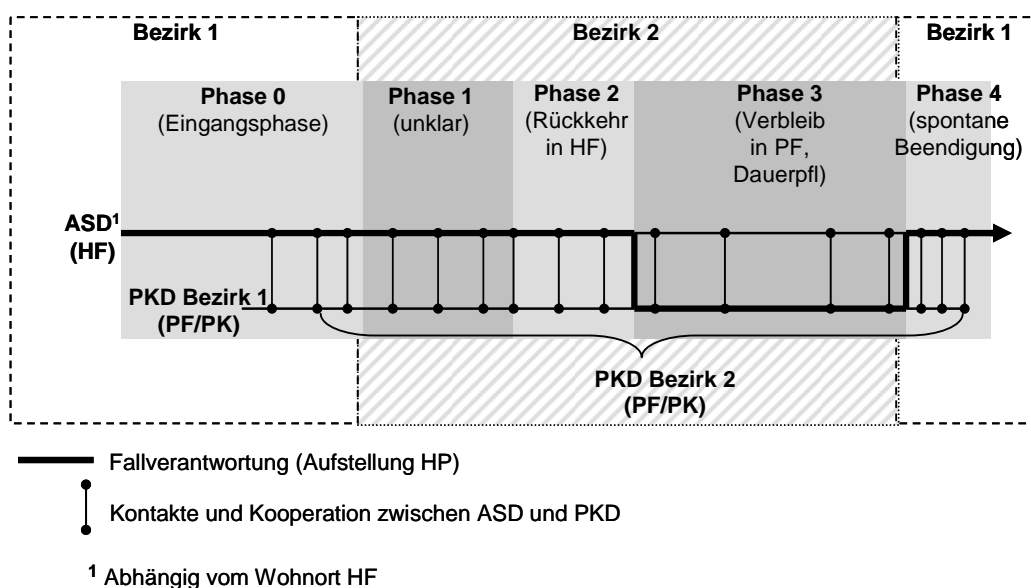 Bezirk 1
Bezirk 2
Bezirk 1
Phase 0
(Eingangsphase)
Phase 1
(unklar)
Phase 2
(Rückkehr
in HF)
Phase 3
(Verbleib
in PF,
Dauerpfl)
Phase 4
(spontane
Beendigung)
ASD¹
(HF)
PKD Bezirk 1
(PF/PK)
PKD Bezirk 2
(PF/PK)
Fallverantwortung (Aufstellung HP)
Kontakte und Kooperation zwischen ASD und PKD
¹ Abhängig vom Wohnort HF